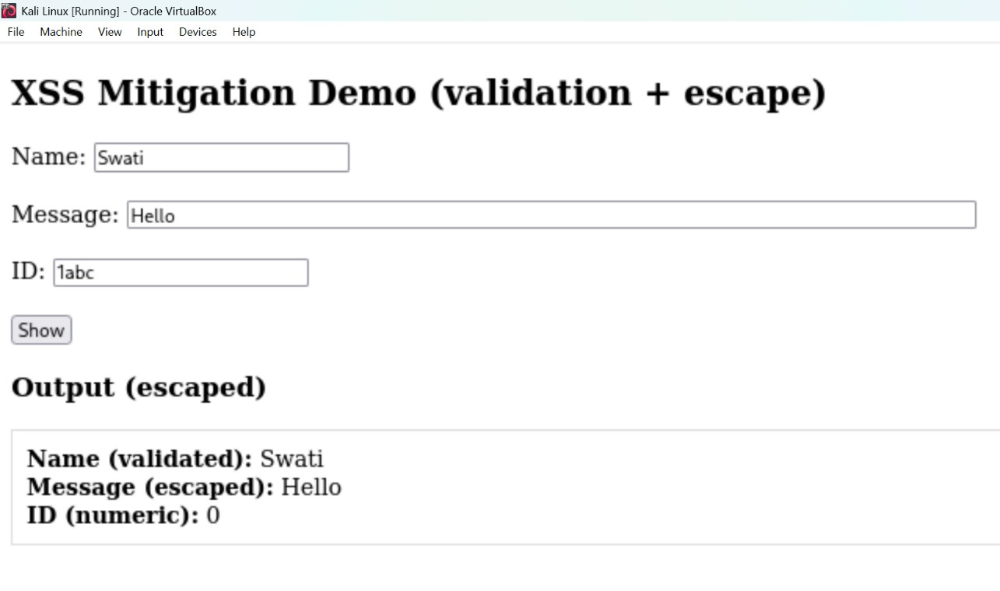 Kali Linux [Running] - Oracle VirtualBox
File Machine View Input Devices Help
XSS Mitigation Demo (validation + escape)
Name: Swati
Message: Hello
ID: 1abc
Show
Output (escaped)
Name (validated): Swati
Message (escaped): Hello
ID (numeric): 0